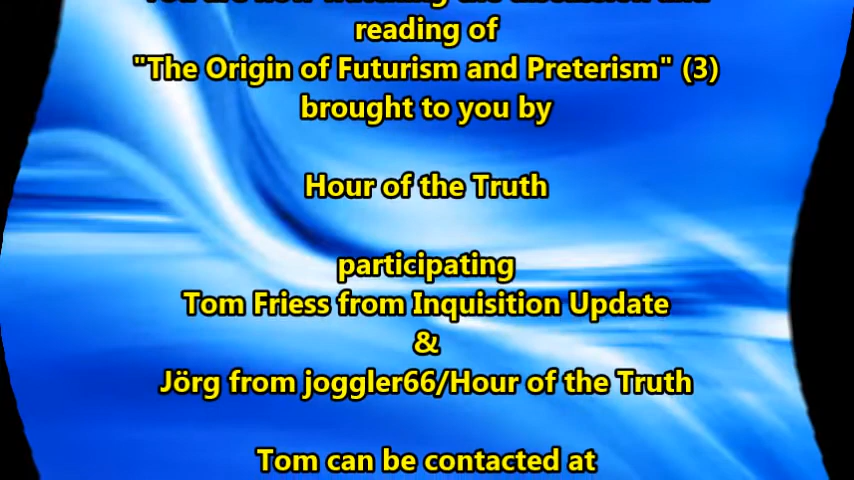 reading of
"The Origin of Futurism and Preterism" (3)
brought to you by
Hour of the Truth
participating
Tom Friess from Inquisition Update
&
Jörg from joggler66/Hour of the Truth
Tom can be contacted at